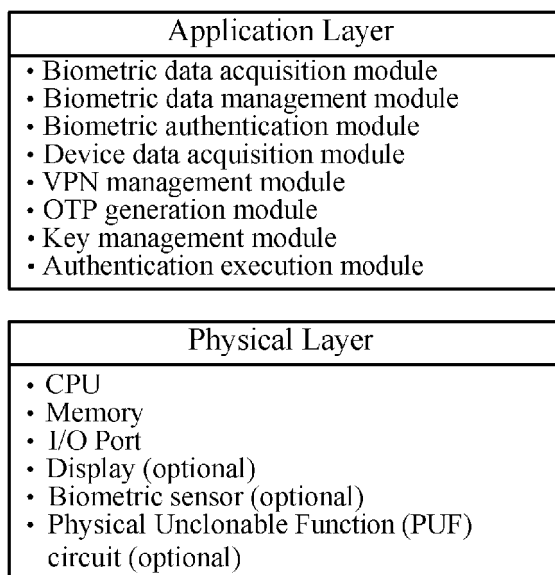 Application Layer
• Biometric data acquisition module
• Biometric data management module
• Biometric authentication module
• Device data acquisition module
• VPN management module
• OTP generation module
• Key management module
• Authentication execution module
Physical Layer
• CPU
• Memory
• I/O Port
• Display (optional)
• Biometric sensor (optional)
• Physical Unclonable Function (PUF)
circuit (optional)